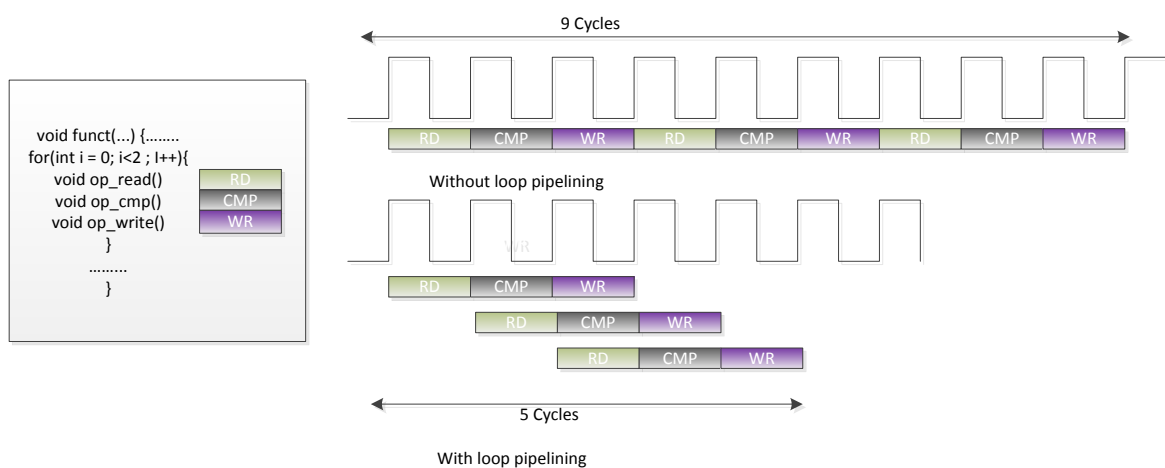 void funct(...) {........
for(int i = 0; i<2 ; I++){
void op_read() RD
void op_cmp() CMP
void op_write() WR
}
.........
}
9 Cycles
RD CMP WR RD CMP WR RD CMP WR
Without loop pipelining
WR
RD CMP WR
RD CMP WR
RD CMP WR
5 Cycles
With loop pipelining